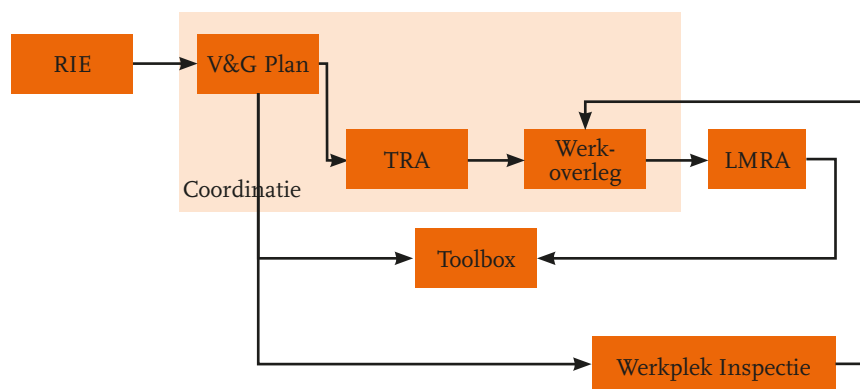 RIE
V&G Plan
TRA
Werk-
overleg
LMRA
Coordinatie
Toolbox
Werkplek Inspectie